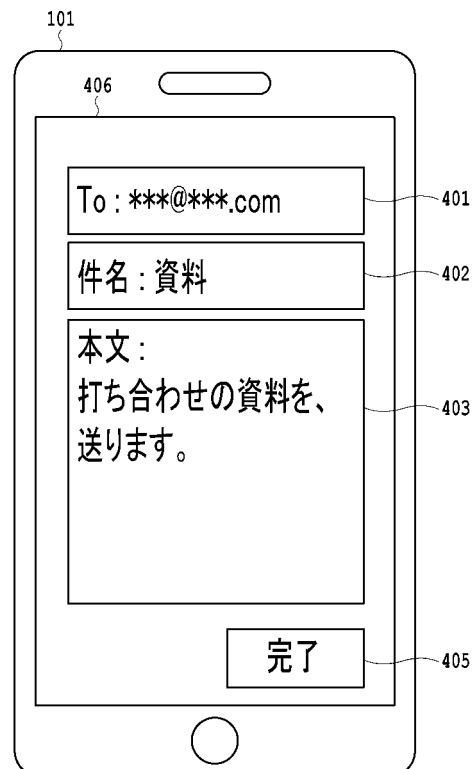 101
406
To : ***@***.com
401
件名 : 資料
402
本文 :
打ち合わせの資料を、
送ります。
403
完了
405